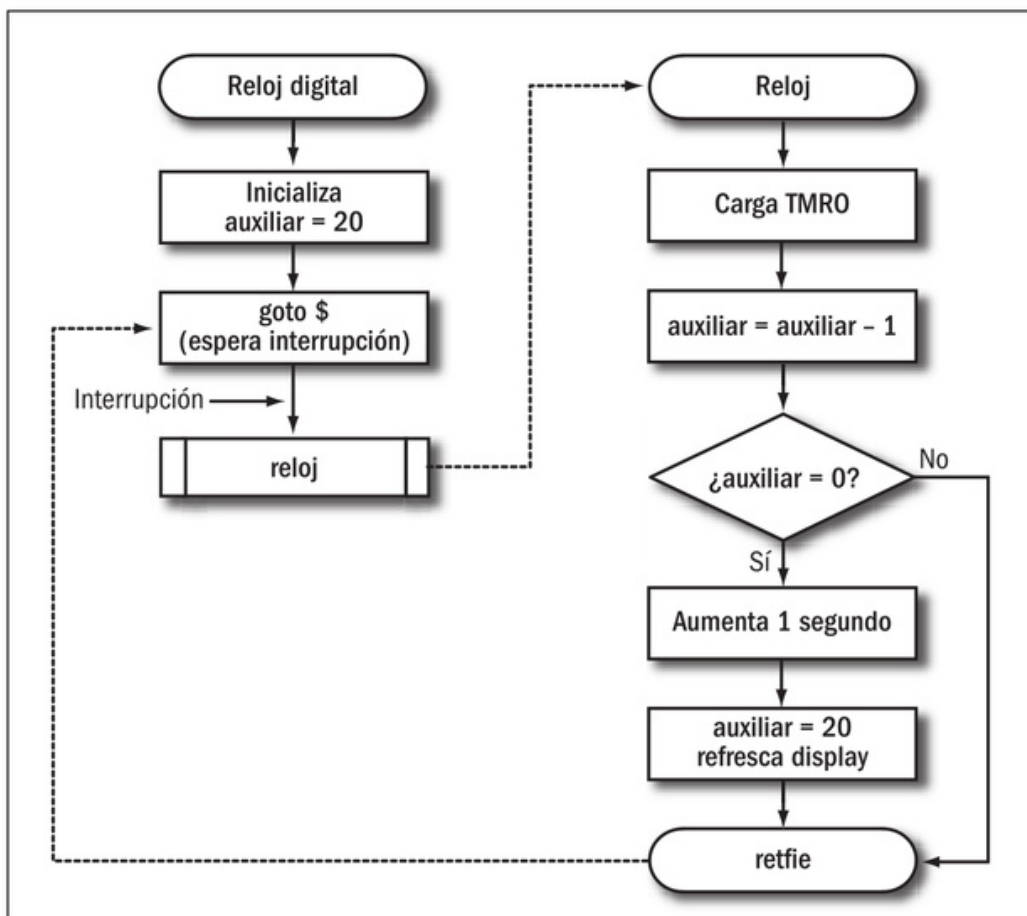 Reloj digital
Inicializa
auxiliar = 20
goto $
(espera interrupción)
Interrupción
reloj
Reloj
Carga TMRO
auxiliar = auxiliar – 1
¿auxiliar = 0?
No
Sí
Aumenta 1 segundo
auxiliar = 20
refresca display
retfie